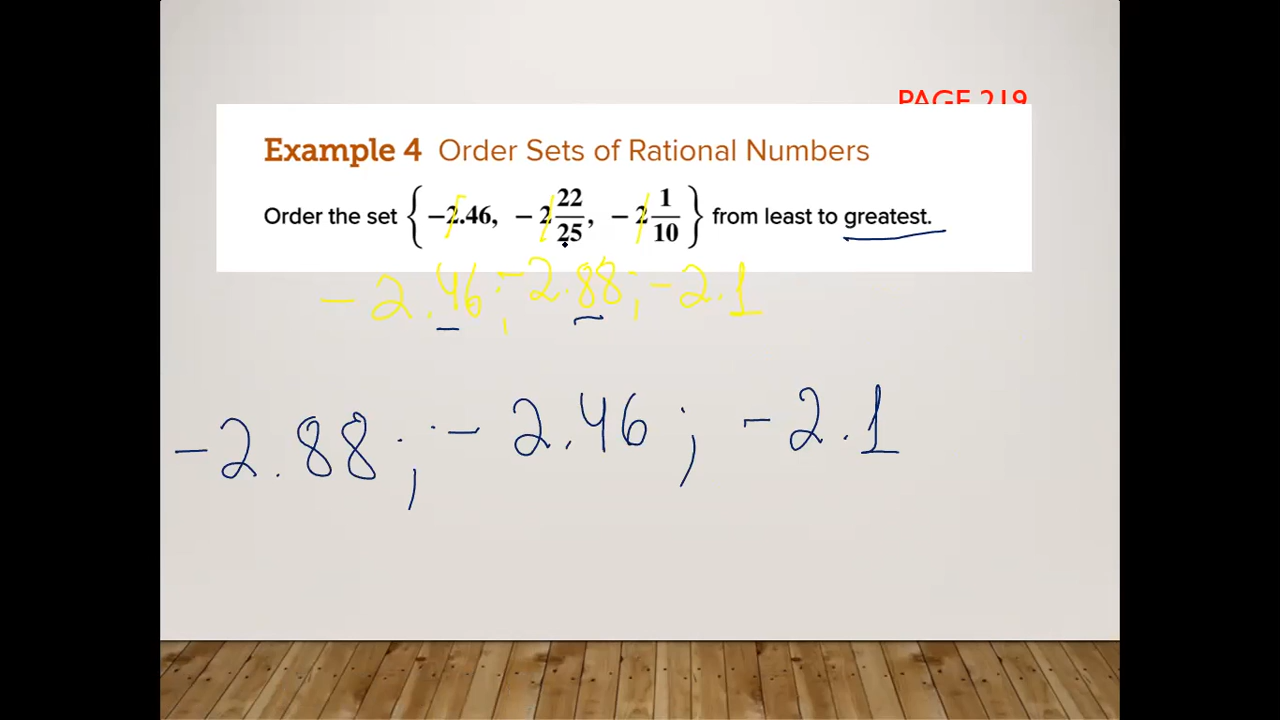 PAGE 219
Example 4 Order Sets of Rational Numbers
Order the set {−2.46, −2 22/25, −2 1/10} from least to greatest.
-2.46; -2.88; -2.1
-2.88; -2.46; -2.1